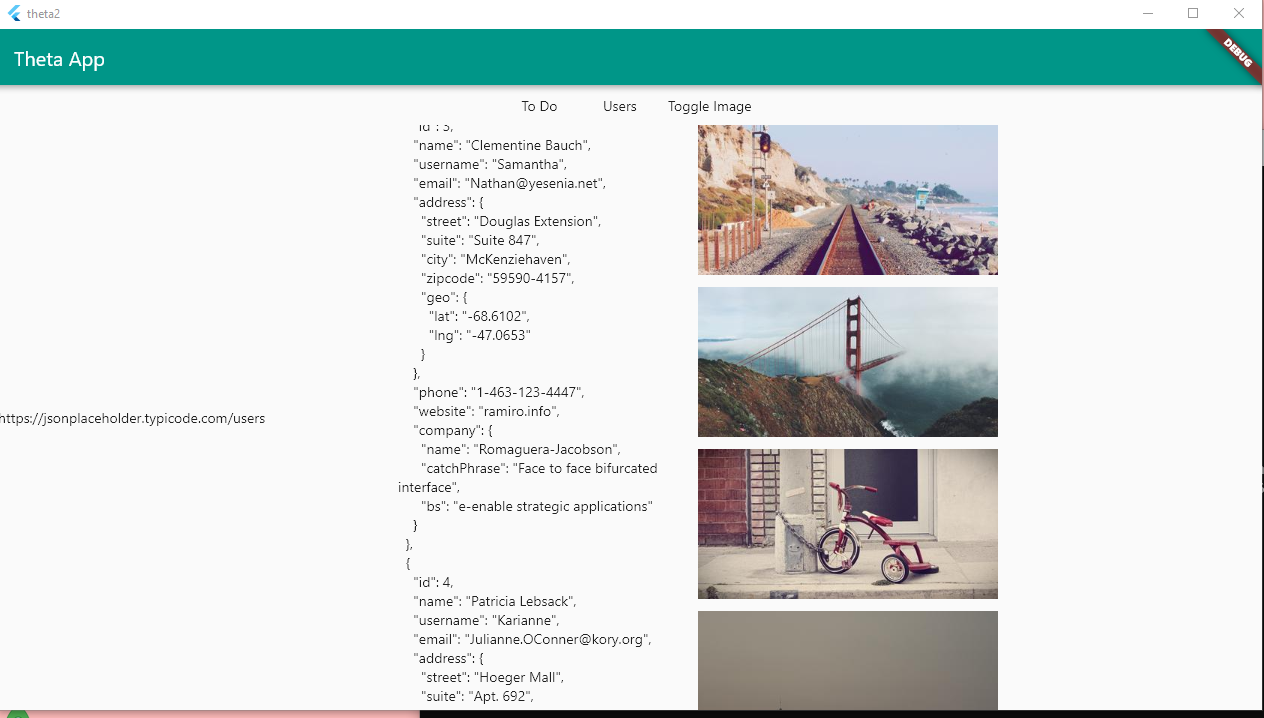 theta2
Theta App
DEBUG
To Do Users Toggle Image
"id": 3,
"name": "Clementine Bauch",
"username": "Samantha",
"email": "Nathan@yesenia.net",
"address": {
"street": "Douglas Extension",
"suite": "Suite 847",
"city": "McKenziehaven",
"zipcode": "59590-4157",
"geo": {
"lat": "-68.6102",
"lng": "-47.0653"
}
},
"phone": "1-463-123-4447",
"website": "ramiro.info",
"company": {
"name": "Romaguera-Jacobson",
"catchPhrase": "Face to face bifurcated
interface",
"bs": "e-enable strategic applications"
}
},
{
"id": 4,
"name": "Patricia Lebsack",
"username": "Karianne",
"email": "Julianne.OConner@kory.org",
"address": {
"street": "Hoeger Mall",
"suite": "Apt. 692",
https://jsonplaceholder.typicode.com/users